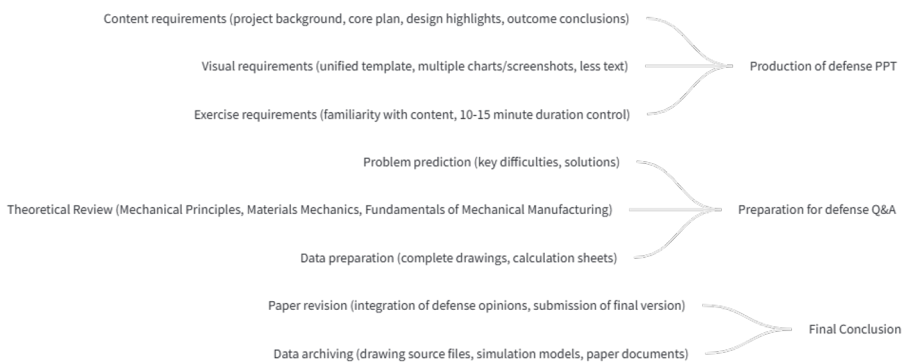 Content requirements (project background, core plan, design highlights, outcome conclusions)
Visual requirements (unified template, multiple charts/screenshots, less text)
Production of defense PPT
Exercise requirements (familiarity with content, 10-15 minute duration control)
Problem prediction (key difficulties, solutions)
Theoretical Review (Mechanical Principles, Materials Mechanics, Fundamentals of Mechanical Manufacturing)
Preparation for defense Q&A
Data preparation (complete drawings, calculation sheets)
Paper revision (integration of defense opinions, submission of final version)
Final Conclusion
Data archiving (drawing source files, simulation models, paper documents)